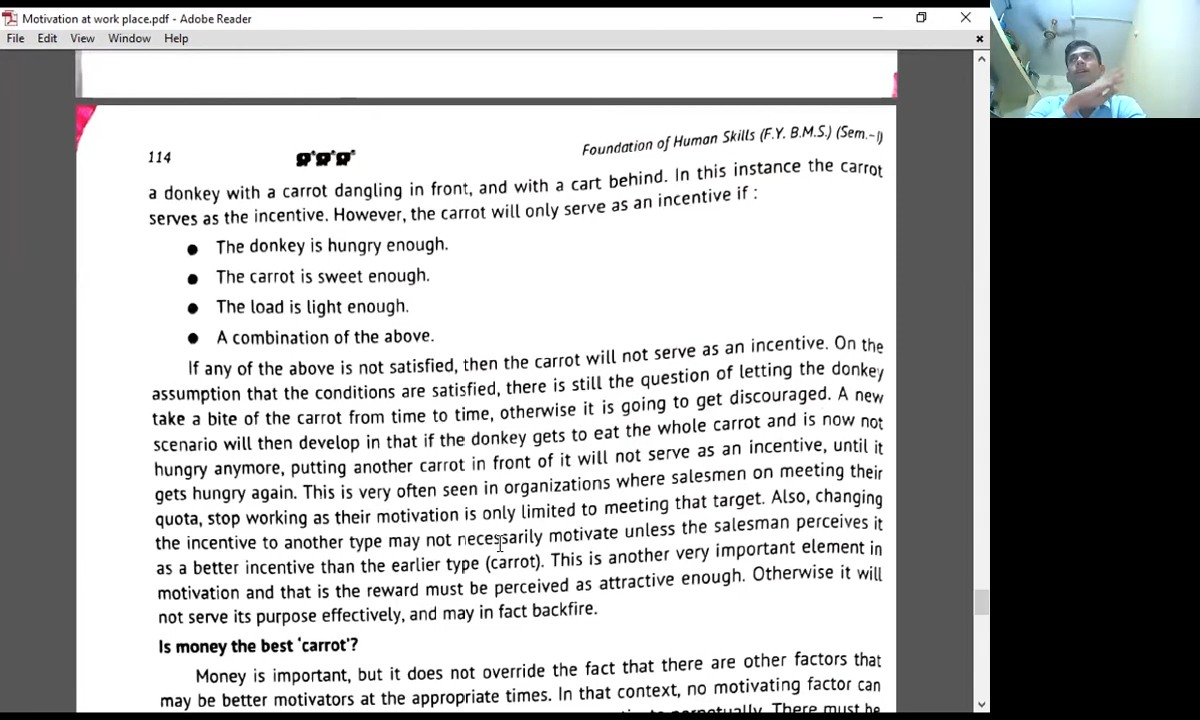 Motivation at work place.pdf - Adobe Reader
File Edit View Window Help
114
Foundation of Human Skills (F.Y. B.M.S.) (Sem.-I)
a donkey with a carrot dangling in front, and with a cart behind. In this instance the carrot
serves as the incentive. However, the carrot will only serve as an incentive if :
● The donkey is hungry enough.
● The carrot is sweet enough.
● The load is light enough.
● A combination of the above.
If any of the above is not satisfied, then the carrot will not serve as an incentive. On the
assumption that the conditions are satisfied, there is still the question of letting the donkey
take a bite of the carrot from time to time, otherwise it is going to get discouraged. A new
scenario will then develop in that if the donkey gets to eat the whole carrot and is now not
hungry anymore, putting another carrot in front of it will not serve as an incentive, until it
gets hungry again. This is very often seen in organizations where salesmen on meeting their
quota, stop working as their motivation is only limited to meeting that target. Also, changing
the incentive to another type may not necessarily motivate unless the salesman perceives it
as a better incentive than the earlier type (carrot). This is another very important element in
motivation and that is the reward must be perceived as attractive enough. Otherwise it will
not serve its purpose effectively, and may in fact backfire.
Is money the best 'carrot'?
Money is important, but it does not override the fact that there are other factors that
may be better motivators at the appropriate times. In that context, no motivating factor can
perpetually. There must be